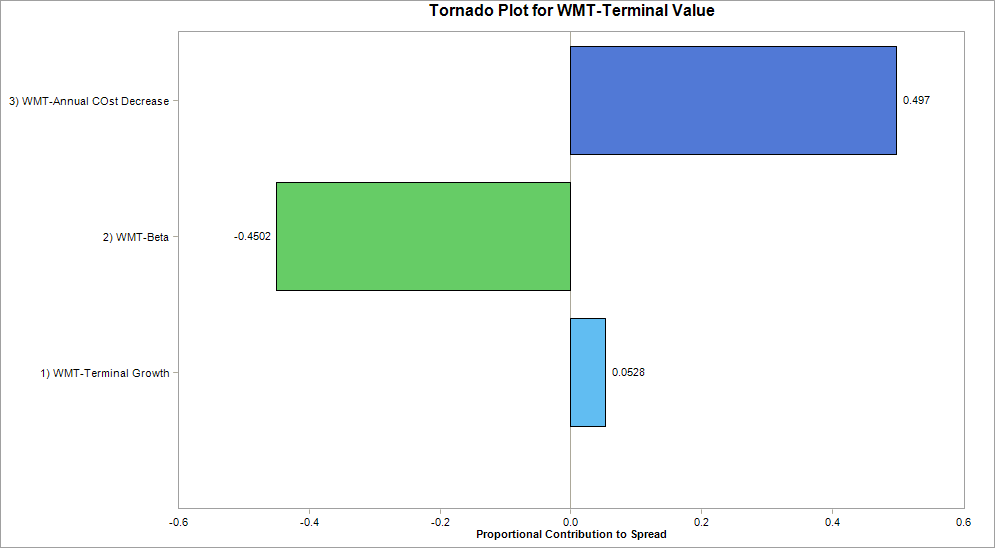 Tornado Plot for WMT-Terminal Value
3) WMT-Annual COst Decrease
0.497
2) WMT-Beta
-0.4502
1) WMT-Terminal Growth
0.0528
-0.6 -0.4 -0.2 0.0 0.2 0.4 0.6
Proportional Contribution to Spread